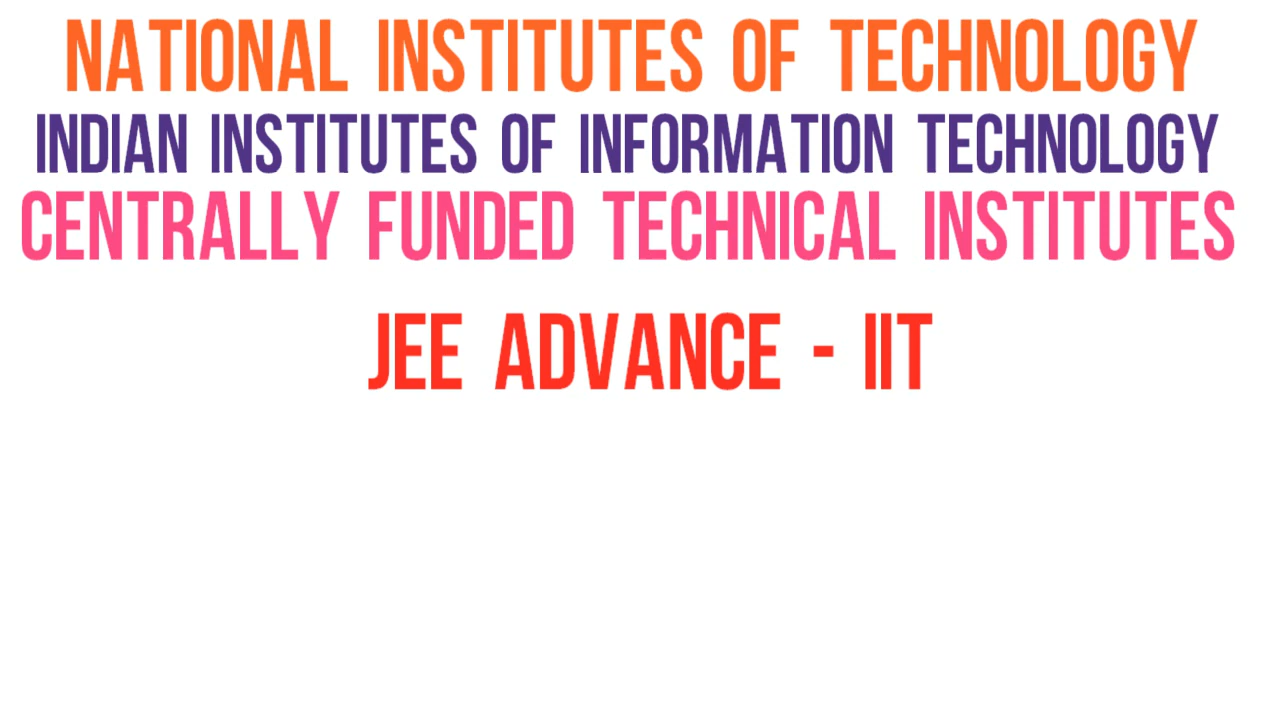 NATIONAL INSTITUTES OF TECHNOLOGY
INDIAN INSTITUTES OF INFORMATION TECHNOLOGY
CENTRALLY FUNDED TECHNICAL INSTITUTES
JEE ADVANCE - IIT